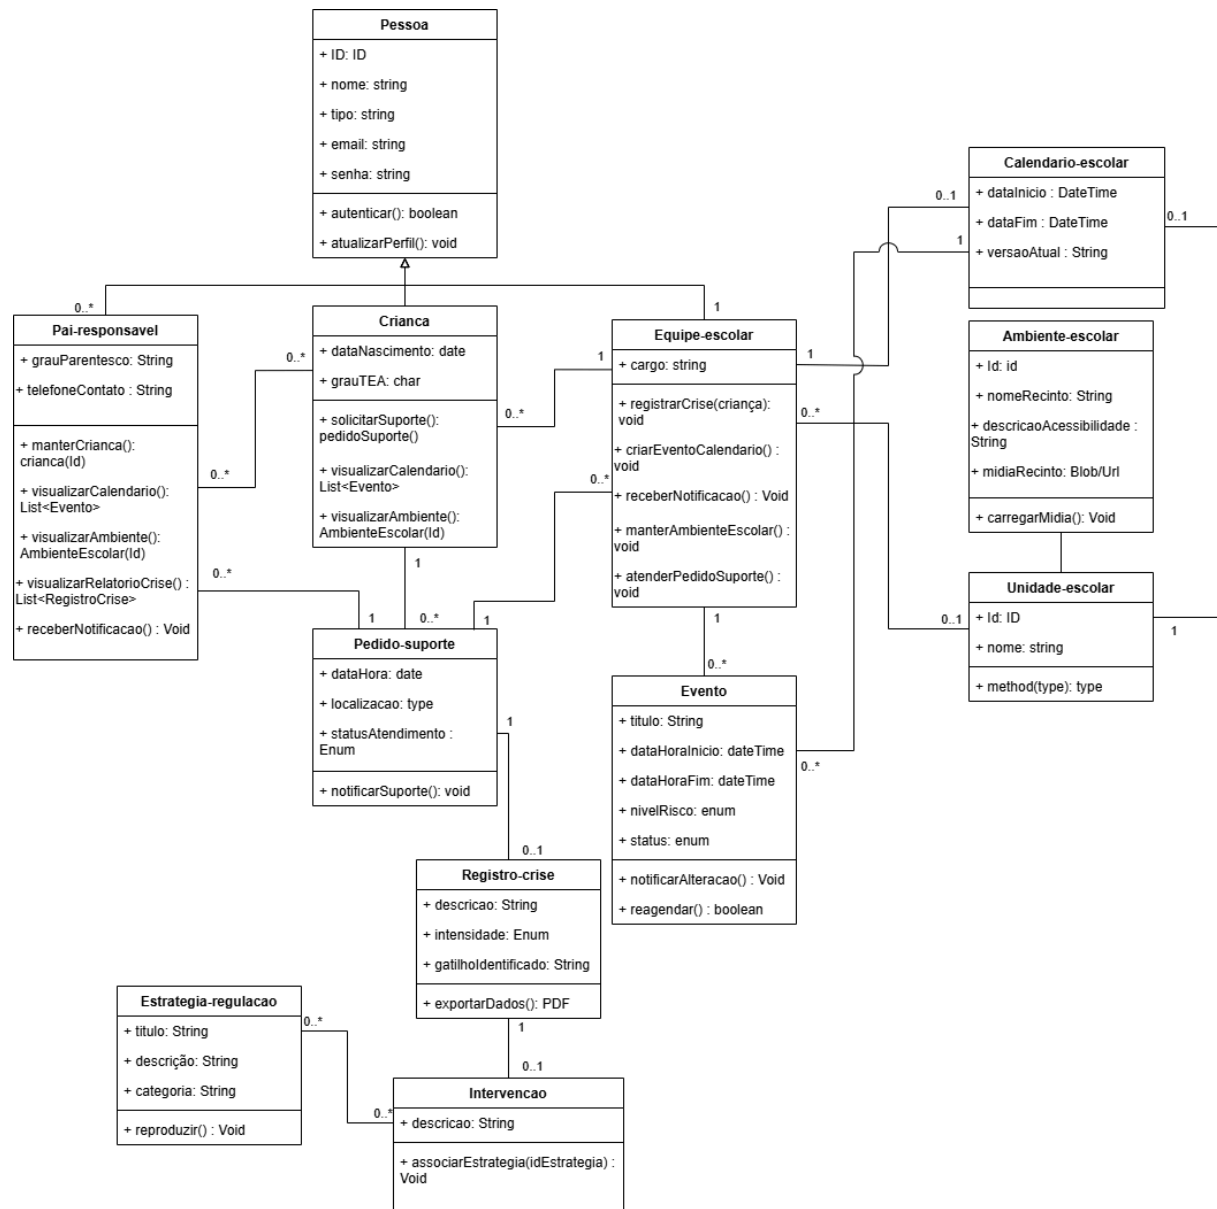 Pessoa
+ ID: ID
+ nome: string
+ tipo: string
+ email: string
+ senha: string
+ autenticar(): boolean
+ atualizarPerfil(): void
Calendario-escolar
+ dataInicio : DateTime
+ dataFim : DateTime
+ versaoAtual : String
0..1
1
0..1
0..*
Pai-responsavel
+ grauParentesco: String
+ telefoneContato : String
+ manterCrianca():
crianca(Id)
+ visualizarCalendario():
List<Evento>
+ visualizarAmbiente():
AmbienteEscolar(Id)
+ visualizarRelatorioCrise() :
List<RegistroCrise>
+ receberNotificacao() : Void
0..*
0..*
0..*
1
Crianca
+ dataNascimento: date
+ grauTEA: char
+ solicitarSuporte():
pedidoSuporte()
+ visualizarCalendario():
List<Evento>
+ visualizarAmbiente():
AmbienteEscolar(Id)
1
0..*
0..*
1
0..*
1
1
Equipe-escolar
+ cargo: string
+ registrarCrise(criança):
void
+ criarEventoCalendario() :
void
+ receberNotificacao() : Void
+ manterAmbienteEscolar() :
void
+ atenderPedidoSuporte() :
void
1
0..*
1
0..*
Ambiente-escolar
+ Id: id
+ nomeRecinto: String
+ descricaoAcessibilidade :
String
+ midiaRecinto: Blob/Url
+ carregarMidia(): Void
Unidade-escolar
+ Id: ID
+ nome: string
+ method(type): type
0..1
1
Pedido-suporte
+ dataHora: date
+ localizacao: type
+ statusAtendimento :
Enum
+ notificarSuporte(): void
1
0..1
Evento
+ titulo: String
+ dataHoraInicio: dateTime
+ dataHoraFim: dateTime
+ nivelRisco: enum
+ status: enum
+ notificarAlteracao() : Void
+ reagendar() : boolean
0..*
Registro-crise
+ descricao: String
+ intensidade: Enum
+ gatilhoIdentificado: String
+ exportarDados(): PDF
1
0..1
Estrategia-regulacao
+ titulo: String
+ descrição: String
+ categoria: String
+ reproduzir() : Void
0..*
0..*
Intervencao
+ descricao: String
+ associarEstrategia(idEstrategia) :
Void